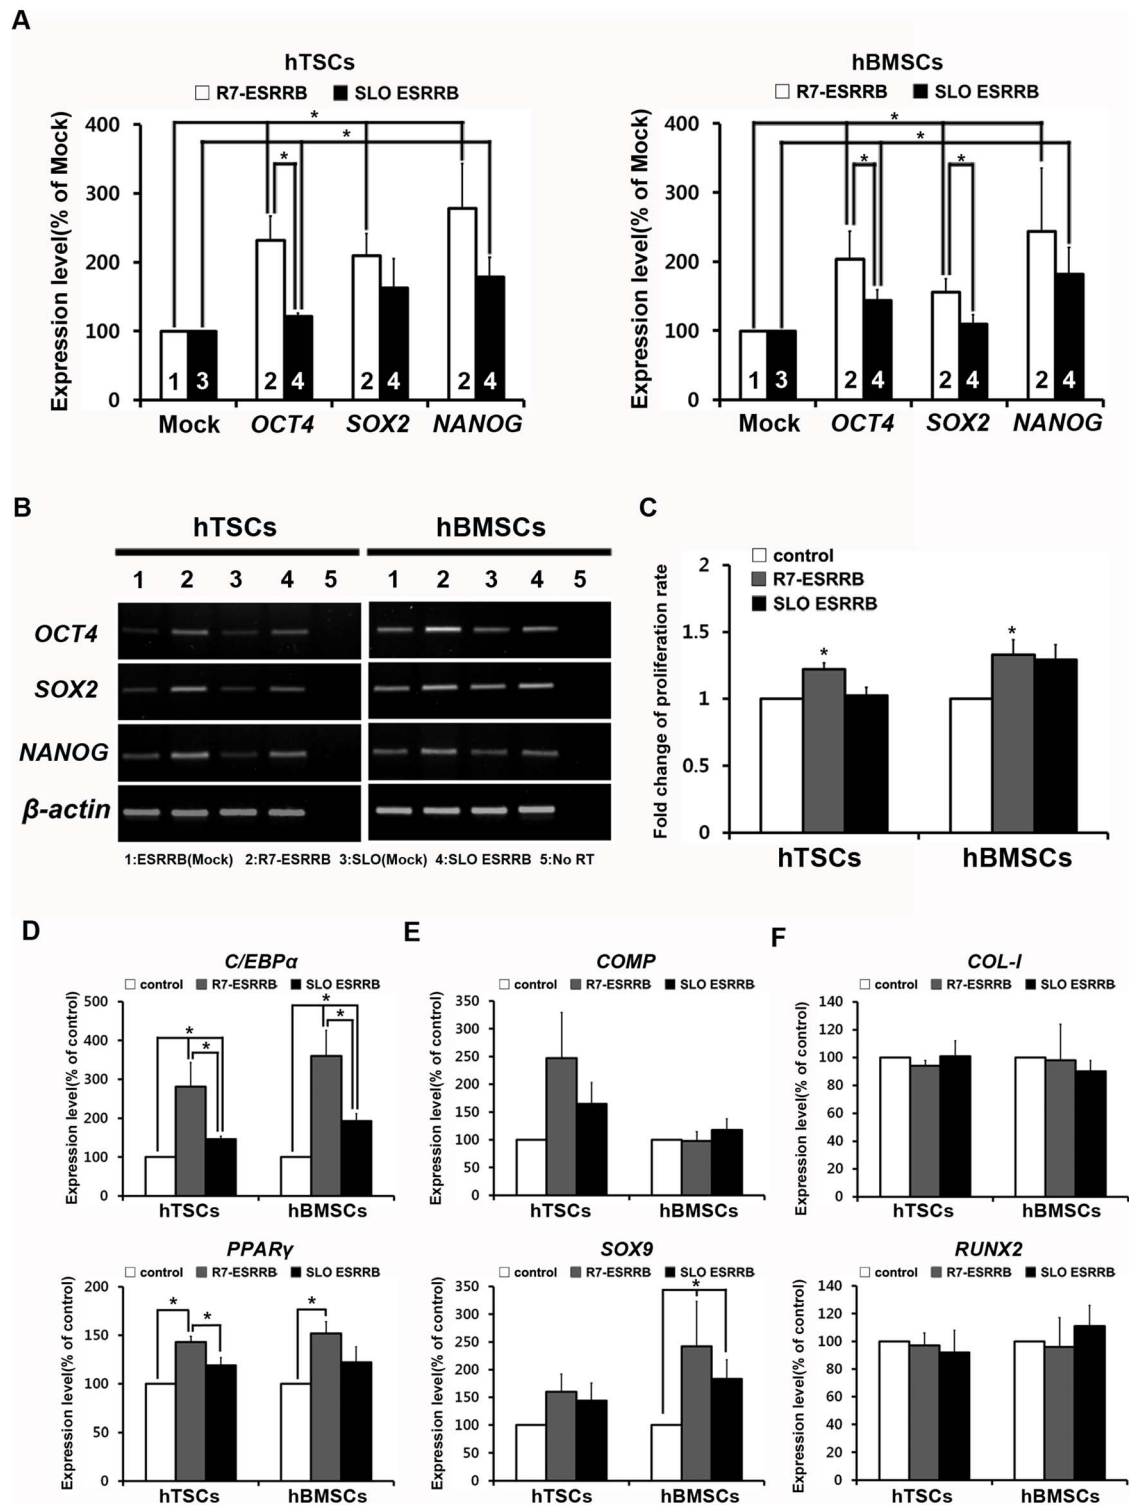 A
hTSCs
R7-ESRRB SLO ESRRB
Expression level(% of Mock)
400
300
200
100
0
* * *
1 3 2 4 2 4 2 4
Mock OCT4 SOX2 NANOG
hBMSCs
R7-ESRRB SLO ESRRB
Expression level(% of Mock)
400
300
200
100
0
* * * *
1 3 2 4 2 4 2 4
Mock OCT4 SOX2 NANOG
B
hTSCs hBMSCs
1 2 3 4 5 1 2 3 4 5
OCT4
SOX2
NANOG
β-actin
1:ESRRB(Mock) 2:R7-ESRRB 3:SLO(Mock) 4:SLO ESRRB 5:No RT
C
control
R7-ESRRB
SLO ESRRB
Fold change of proliferation rate
2
1.5
1
0.5
0
* *
hTSCs hBMSCs
D
C/EBPα
control R7-ESRRB SLO ESRRB
Expression level(% of control)
500
400
300
200
100
0
* * * *
hTSCs hBMSCs
PPARγ
control R7-ESRRB SLO ESRRB
Expression level(% of control)
200
150
100
50
0
* * *
hTSCs hBMSCs
E
COMP
control R7-ESRRB SLO ESRRB
Expression level(% of control)
350
300
250
200
150
100
50
0
hTSCs hBMSCs
SOX9
control R7-ESRRB SLO ESRRB
Expression level(% of control)
350
300
250
200
150
100
50
0
*
hTSCs hBMSCs
F
COL-I
control R7-ESRRB SLO ESRRB
Expression level(% of control)
140
120
100
80
60
40
20
0
hTSCs hBMSCs
RUNX2
control R7-ESRRB SLO ESRRB
Expression level(% of control)
140
120
100
80
60
40
20
0
hTSCs hBMSCs